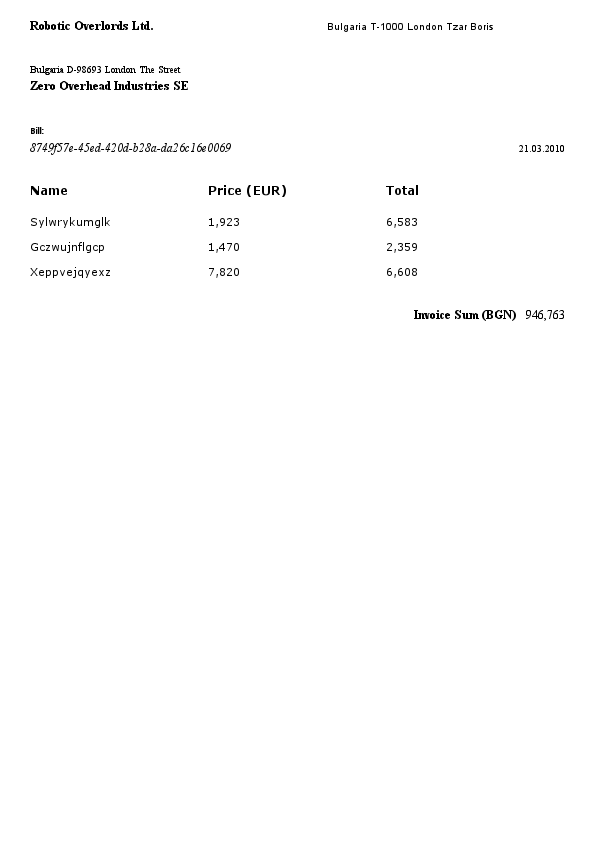 Robotic Overlords Ltd. Bulgaria T-1000 London Tzar Boris
Bulgaria D-98693 London The Street
Zero Overhead Industries SE
Bill:
8749f57e-45ed-420d-b28a-da26c16e0069 21.03.2010
Name Price (EUR) Total
Sylwrykumglk 1,923 6,583
Gczwujnflgcp 1,470 2,359
Xeppvejqyexz 7,820 6,608
Invoice Sum (BGN) 946,763